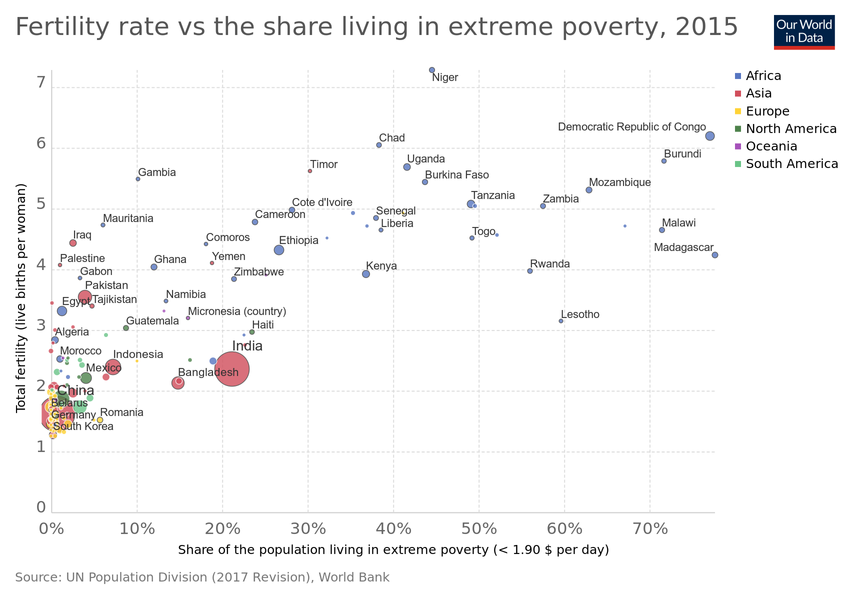 Fertility rate vs the share living in extreme poverty, 2015
Our World
in Data
Africa
Asia
Europe
North America
Oceania
South America
Total fertility (live births per woman)
7
6
5
4
3
2
1
0
Niger
Democratic Republic of Congo
Chad
Burundi
Timor
Uganda
Gambia
Burkina Faso
Mozambique
Tanzania
Zambia
Cote d'Ivoire
Senegal
Mauritania
Cameron
Liberia
Malawi
Iraq
Comoros
Togo
Ethiopia
Madagascar
Palestine
Ghana
Yemen
Kenya
Rwanda
Gabon
Zimbabwe
Pakistan
Namibia
Egypt
Tajikistan
Micronesia (country)
Lesotho
Guatemala
Haiti
Algeria
India
Morocco
Indonesia
Mexico
Bangladesh
China
Belarus
Germany
Romania
South Korea
0%
10%
20%
30%
40%
50%
60%
70%
Share of the population living in extreme poverty (< 1.90 $ per day)
Source: UN Population Division (2017 Revision), World Bank